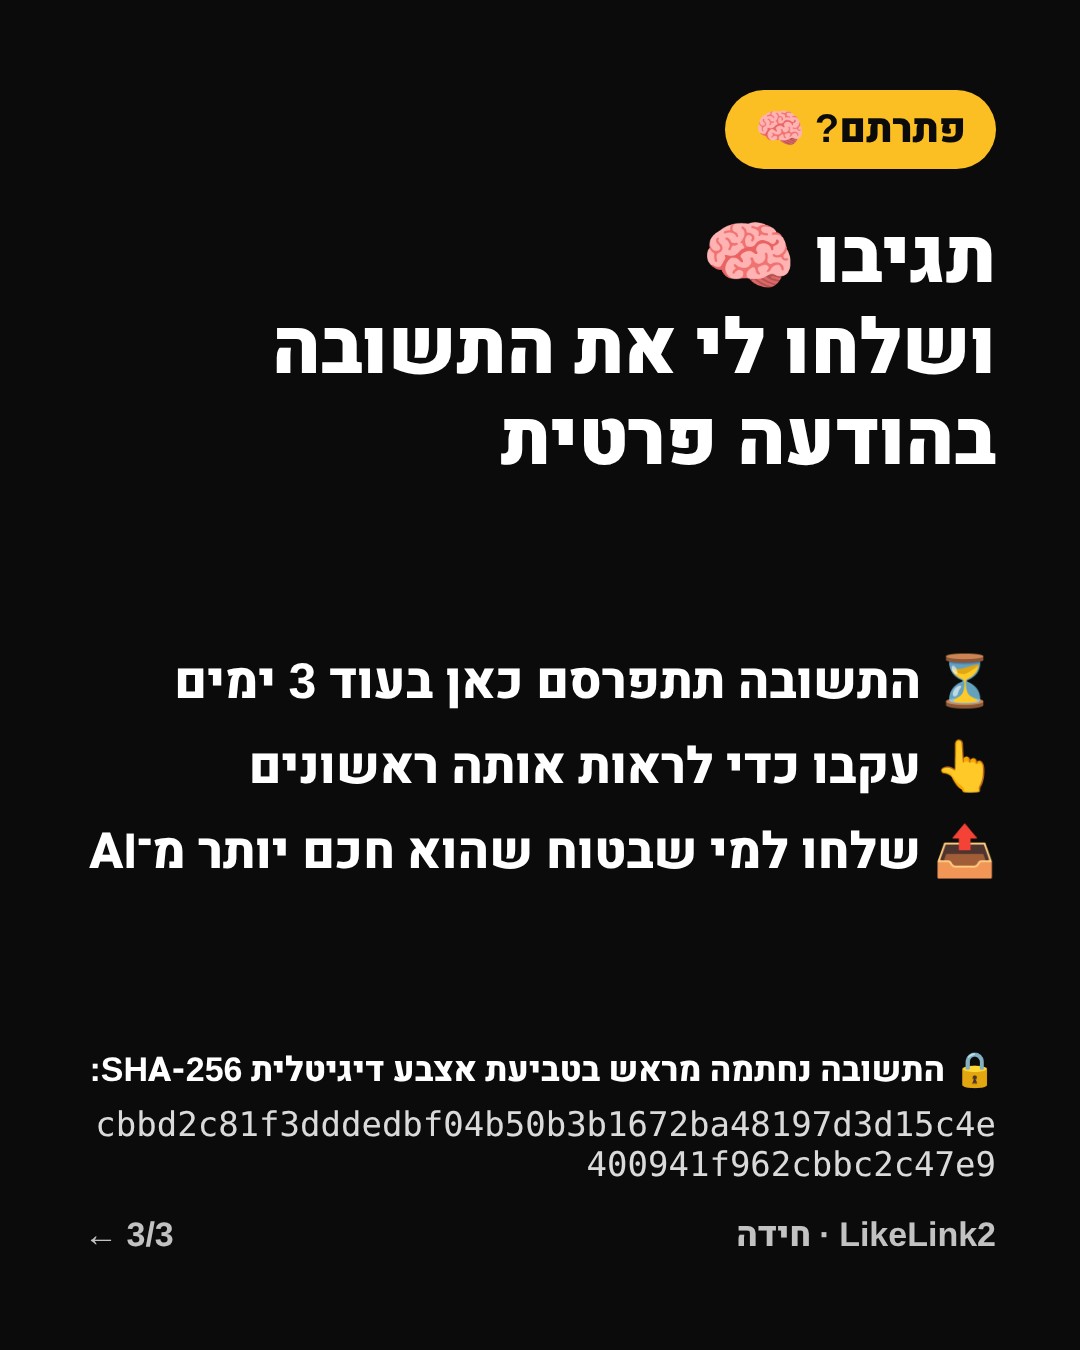 פתרתם? 🧠
תגיבו 🧠
ושלחו לי את התשובה
בהודעה פרטית
⏳ התשובה תתפרסם כאן בעוד 3 ימים
👆 עקבו כדי לראות אותה ראשונים
📤 שלחו למי שבטוח שהוא חכם יותר מ־AI
🔒 התשובה נחתמה מראש בטביעת אצבע דיגיטלית SHA-256:
cbbd2c81f3dddedbf04b50b3b1672ba48197d3d15c4e
400941f962cbbc2c47e9
LikeLink2 · חידה
3/3 ←